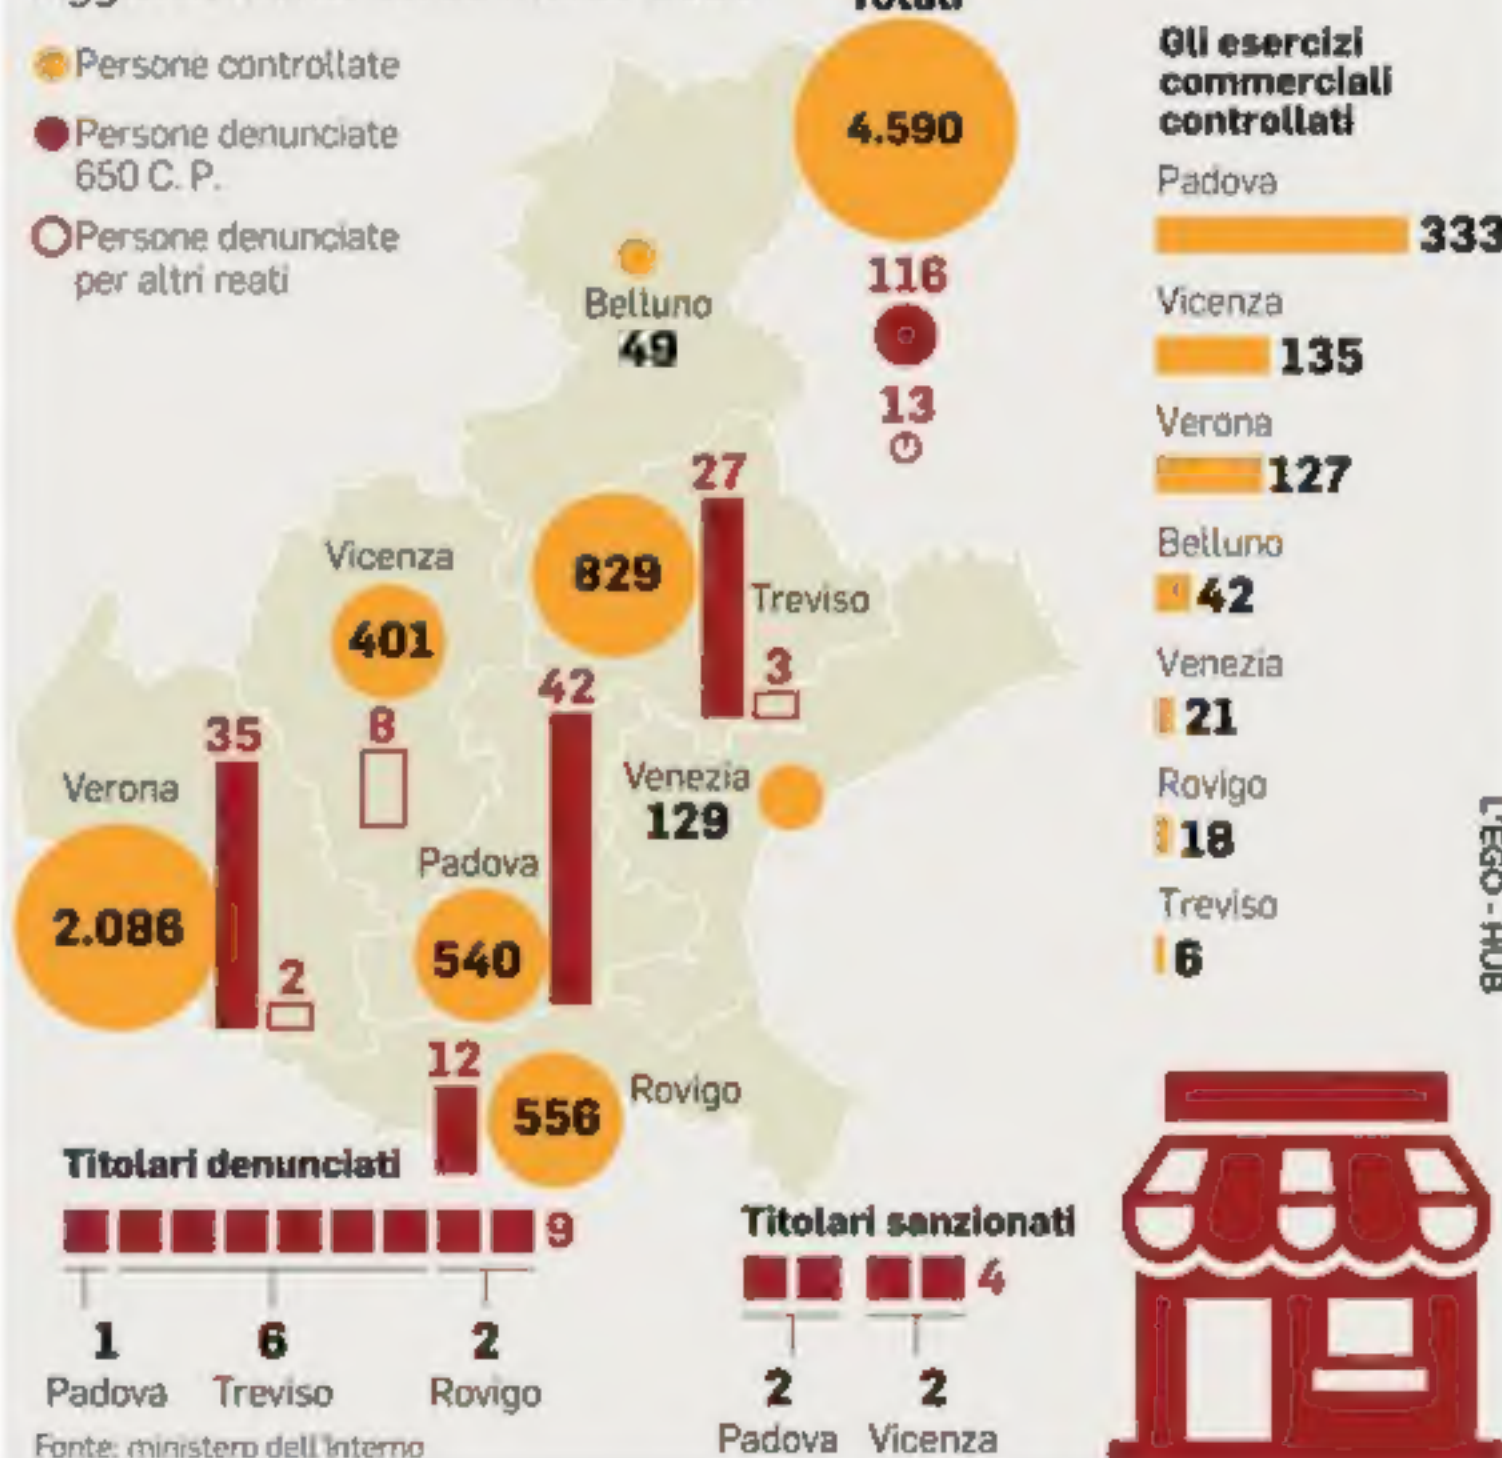 Totali
Persone controllate
Persone denunciate
650 C. P.
Persone denunciate
per altri reati
4.590
116
13
Belluno
49
27
829
Treviso
3
Vicenza
401
8
42
35
Verona
2.086
2
Padova
540
Venezia
129
12
556
Rovigo
Titolari denunciati
9
1
6
2
Padova
Treviso
Rovigo
Titolari sanzionati
4
2
2
Padova
Vicenza
Fonte: ministero dell'Interno
Gli esercizi
commerciali
controllati
Padova
333
Vicenza
135
Verona
127
Belluno
42
Venezia
21
Rovigo
18
Treviso
6
L'EGO - HUB